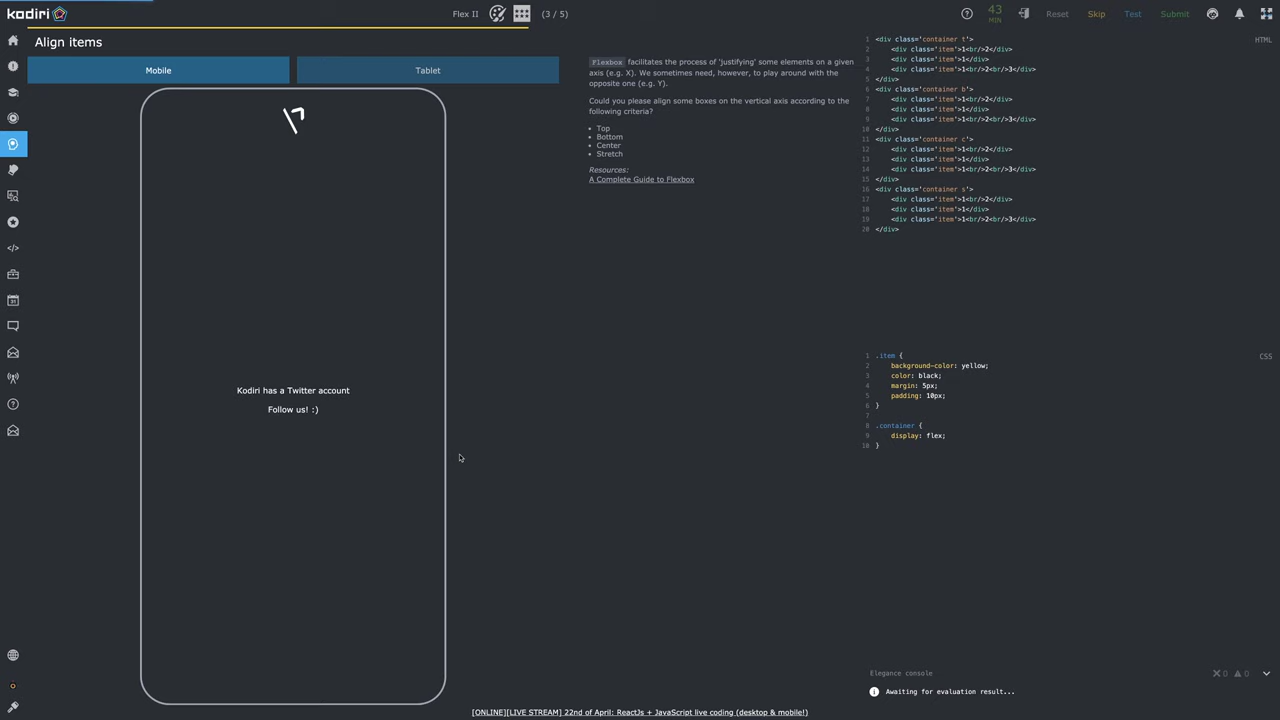 kodiri
Flex II
(3 / 5)
43
MIN
Reset
Skip
Test
Submit
Align items
Mobile
Tablet
Kodiri has a Twitter account
Follow us! :)
Flexbox facilitates the process of 'justifying' some elements on a given
axis (e.g. X). We sometimes need, however, to play around with the
opposite one (e.g. Y).
Could you please align some boxes on the vertical axis according to the
following criteria?
• Top
• Bottom
• Center
• Stretch
Resources:
A Complete Guide to Flexbox
HTML
1 <div class='container t'>
2 <div class='item'>1<br/>2</div>
3 <div class='item'>1</div>
4 <div class='item'>1<br/>2<br/>3</div>
5 </div>
6 <div class='container b'>
7 <div class='item'>1<br/>2</div>
8 <div class='item'>1</div>
9 <div class='item'>1<br/>2<br/>3</div>
10 </div>
11 <div class='container c'>
12 <div class='item'>1<br/>2</div>
13 <div class='item'>1</div>
14 <div class='item'>1<br/>2<br/>3</div>
15 </div>
16 <div class='container s'>
17 <div class='item'>1<br/>2</div>
18 <div class='item'>1</div>
19 <div class='item'>1<br/>2<br/>3</div>
20 </div>
CSS
1 .item {
2 background-color: yellow;
3 color: black;
4 margin: 5px;
5 padding: 10px;
6 }
7
8 .container {
9 display: flex;
10 }
Elegance console
0 0
Awaiting for evaluation result...
[ONLINE][LIVE STREAM] 22nd of April: ReactJs + JavaScript live coding (desktop & mobile!)